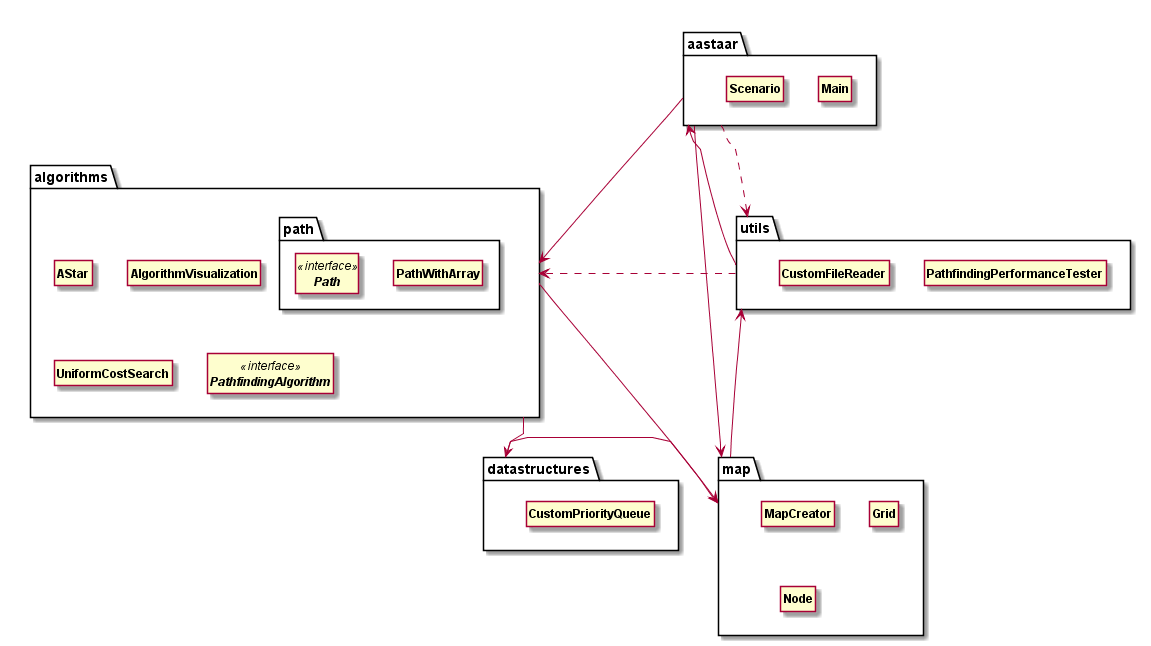 aastaar
Scenario
Main
algorithms
path
«interface»
Path
PathWithArray
AStar
AlgorithmVisualization
UniformCostSearch
«interface»
PathfindingAlgorithm
utils
CustomFileReader
PathfindingPerformanceTester
datastructures
CustomPriorityQueue
map
MapCreator
Grid
Node